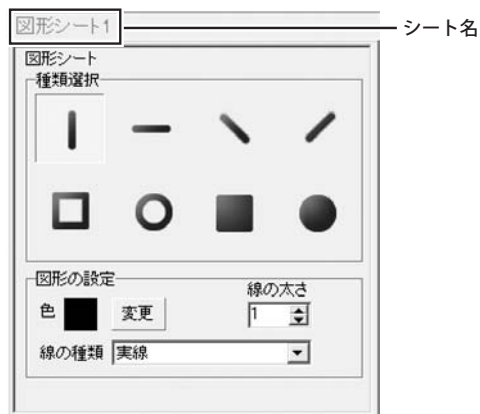 図形シート1
シート名
図形シート
種類選択
図形の設定
色
変更
線の太さ
1
線の種類
実線